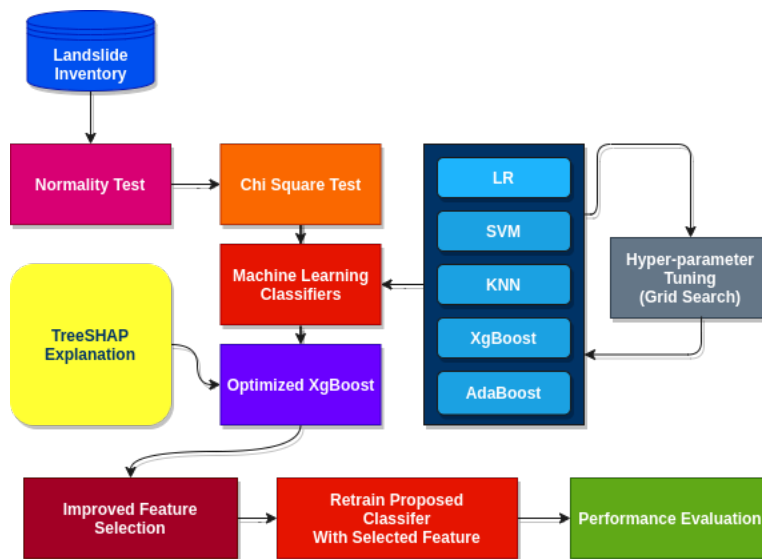 Landslide
Inventory
Normality Test
Chi Square Test
LR
SVM
KNN
XgBoost
AdaBoost
Hyper-parameter
Tuning
(Grid Search)
Machine Learning
Classifiers
TreeSHAP
Explanation
Optimized XgBoost
Improved Feature
Selection
Retrain Proposed
Classifer
With Selected Feature
Performance Evaluation